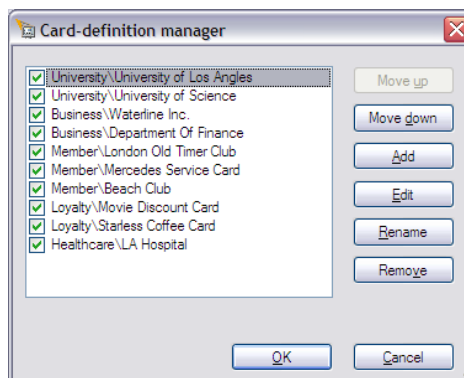 Card-definition manager
University\University of Los Angles
University\University of Science
Business\Waterline Inc.
Business\Department Of Finance
Member\London Old Timer Club
Member\Mercedes Service Card
Member\Beach Club
Loyalty\Movie Discount Card
Loyalty\Starless Coffee Card
Healthcare\LA Hospital
Move up
Move down
Add
Edit
Rename
Remove
OK
Cancel